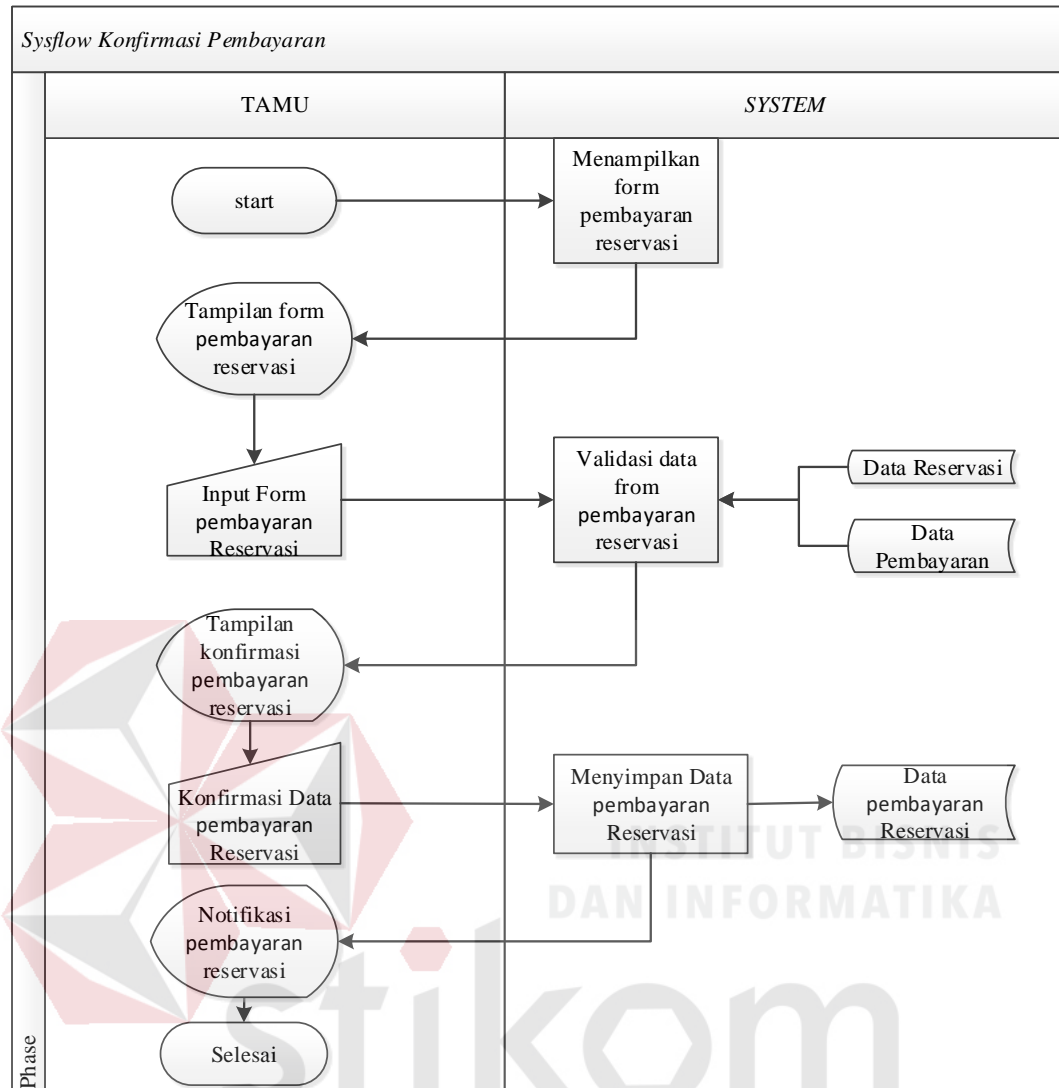 Sysflow Konfirmasi Pembayaran
TAMU
SYSTEM
start
Menampilkan
form
pembayaran
reservasi
Tampilan form
pembayaran
reservasi
Input Form
pembayaran
Reservasi
Validasi data
from
pembayaran
reservasi
Data Reservasi
Data
Pembayaran
Tampilan
konfirmasi
pembayaran
reservasi
Konfirmasi Data
pembayaran
Reservasi
Menyimpan Data
pembayaran
Reservasi
Data
pembayaran
Reservasi
Notifikasi
pembayaran
reservasi
Selesai
Phase
INSTITUT BISNIS
DAN INFORMATIKA
stikom